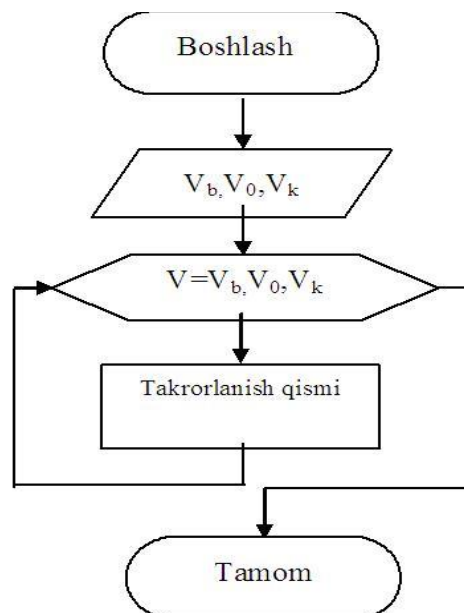 Boshlash
V_b,V_0,V_k
V=V_b,V_0,V_k
Takrorlanish qismi
Tamom